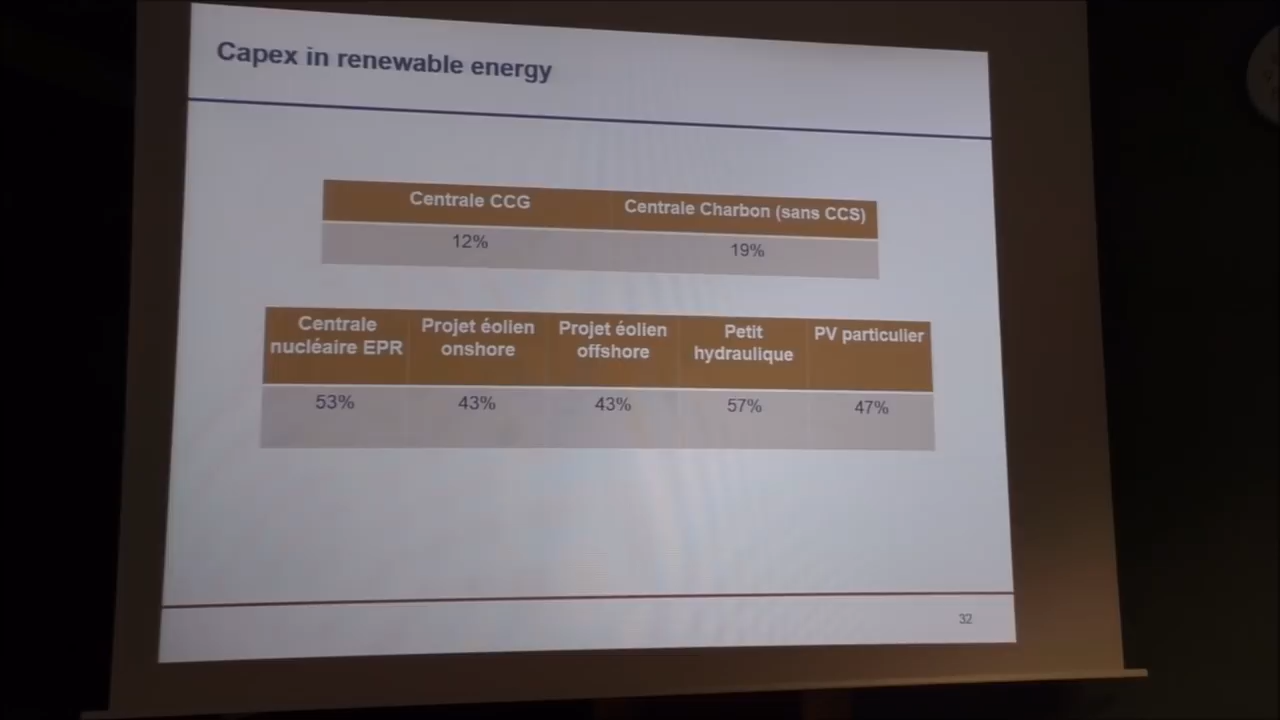 Capex in renewable energy
Centrale CCG
Centrale Charbon (sans CCS)
12%
19%
Centrale
nucléaire EPR
Projet éolien
onshore
Projet éolien
offshore
Petit
hydraulique
PV particulier
53%
43%
43%
57%
47%
32